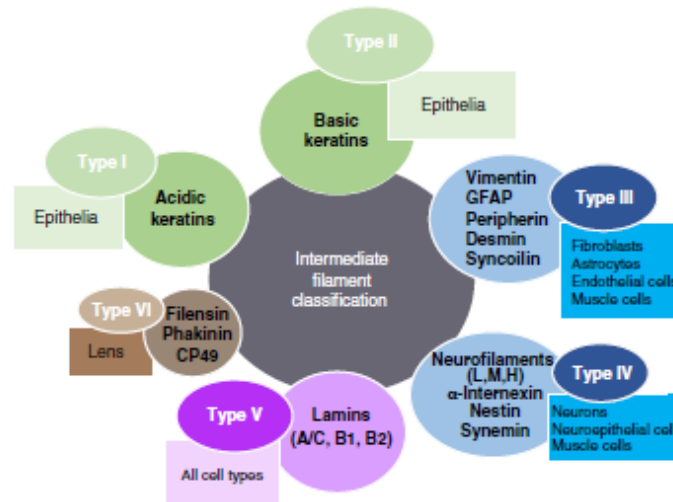 Type II
Epithelia
Basic
keratins
Type I
Epithelia
Acidic
keratins
Vimentin
GFAP
Peripherin
Desmin
Syncoilin
Type III
Fibroblasts
Astrocytes
Endothelial cells
Muscle cells
Intermediate
filament
classification
Type VI
Lens
Filensin
Phakinin
CP49
Neurofilaments
(L,M,H)
α-Internexin
Nestin
Synemin
Type IV
Neurons
Neuroepithelial cell
Muscle cells
Type V
All cell types
Lamins
(A/C, B1, B2)